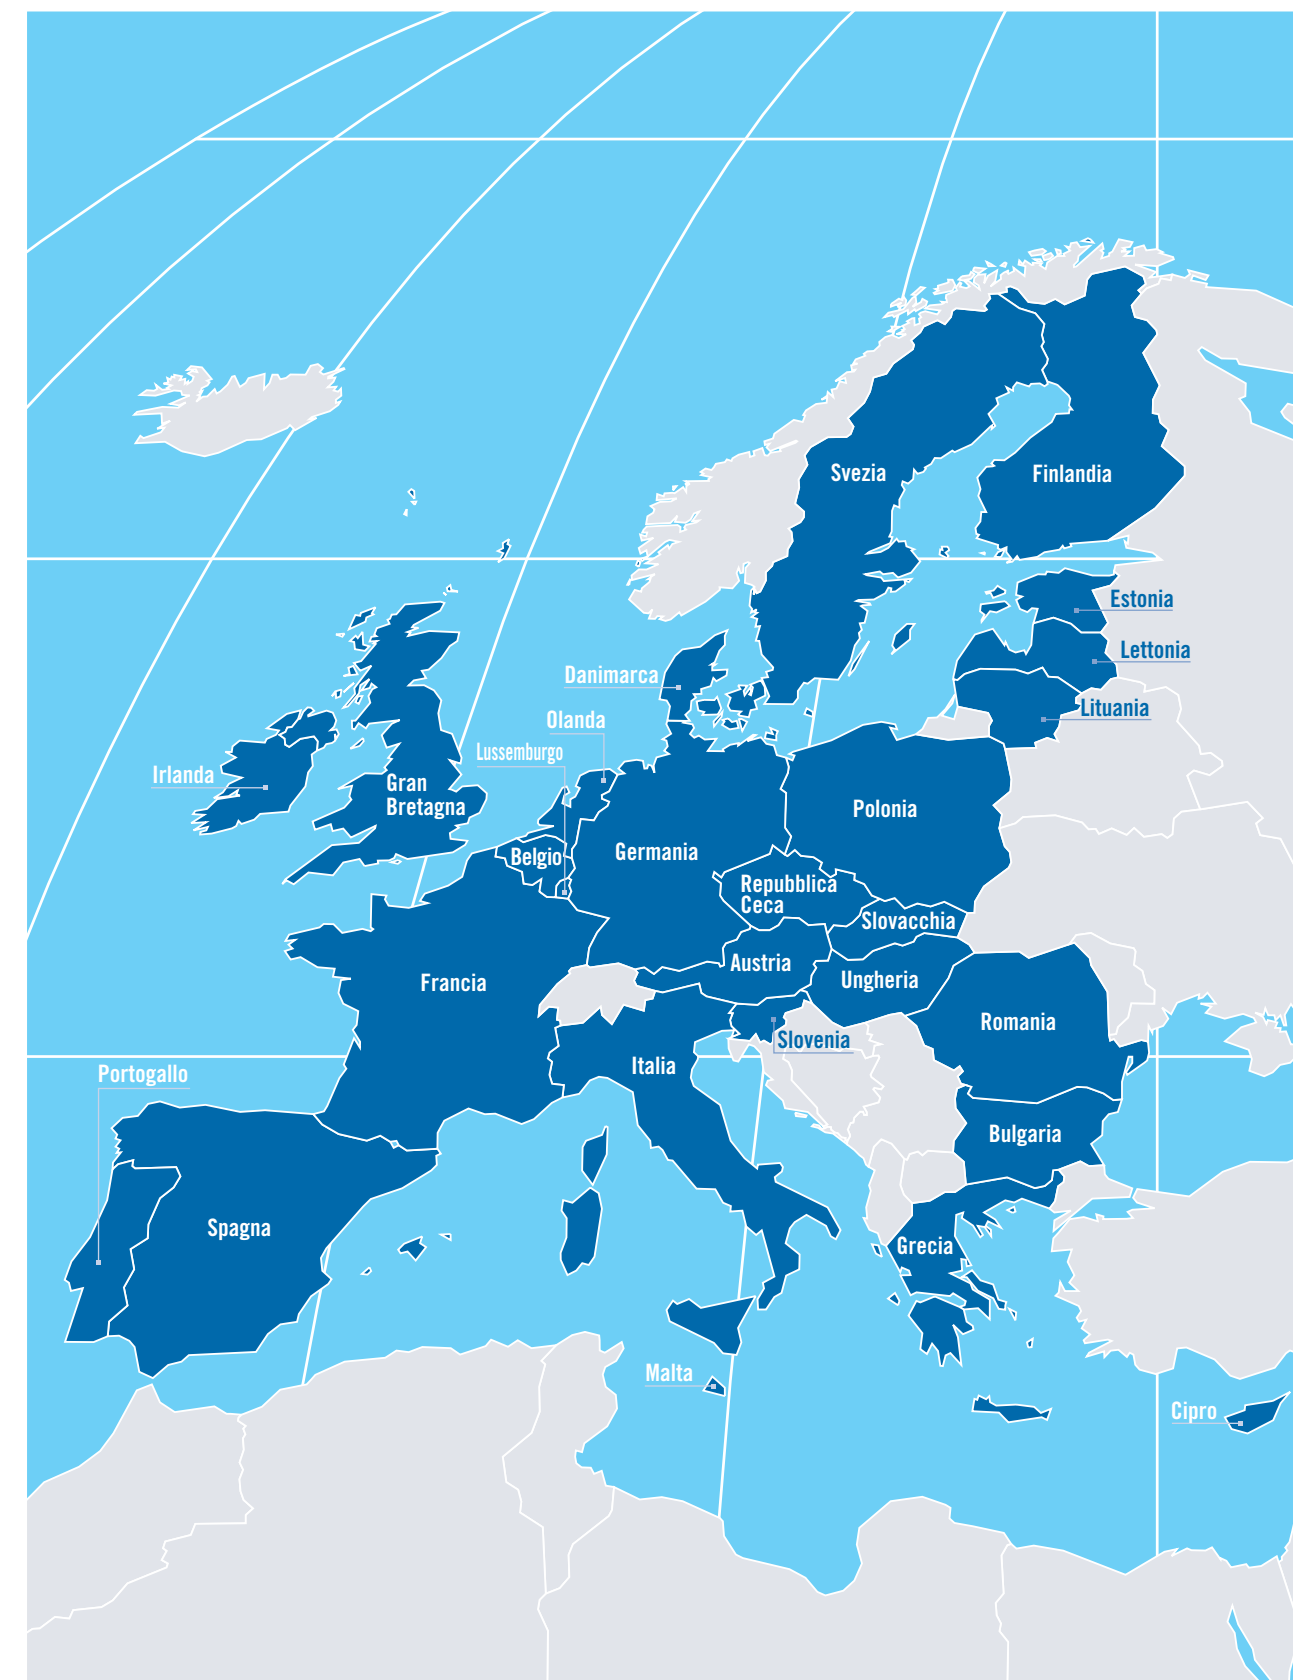 Svezia
Finlandia
Estonia
Lettonia
Danimarca
Lituania
Olanda
Lussemburgo
Irlanda
Gran
Bretagna
Polonia
Belgio
Germania
Repubblica
Ceca
Slovacchia
Austria
Ungheria
Francia
Romania
Slovenia
Italia
Portogallo
Bulgaria
Spagna
Grecia
Malta
Cipro